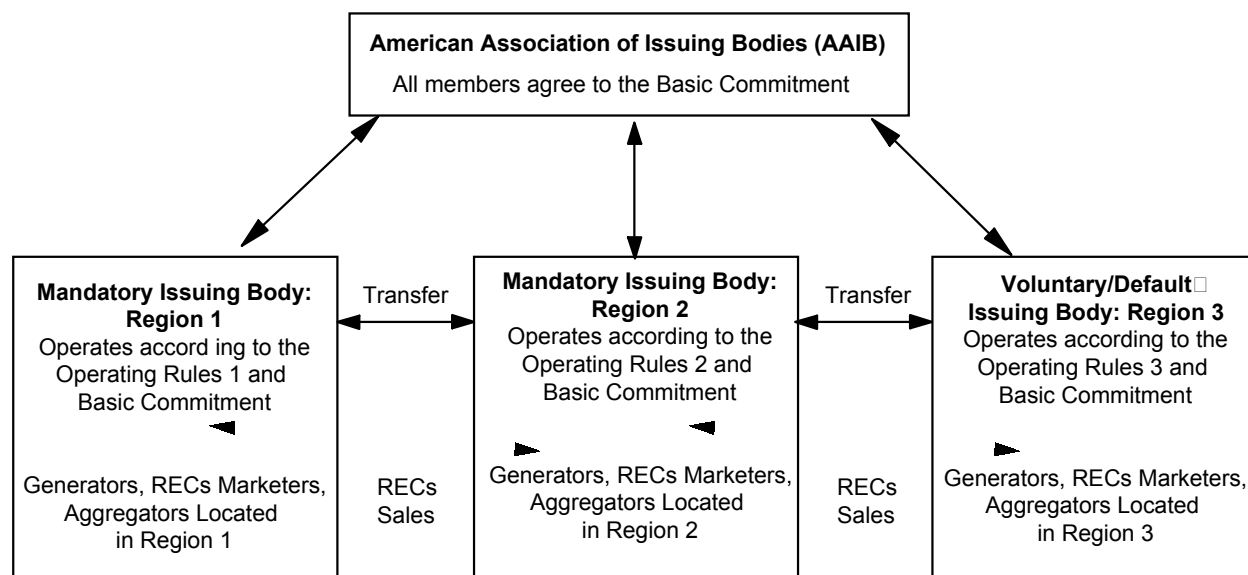 American Association of Issuing Bodies (AAIB)
All members agree to the Basic Commitment
Mandatory Issuing Body:
Region 1
Operates accord ing to the
Operating Rules 1 and
Basic Commitment
Generators, RECs Marketers,
Aggregators Located
in Region 1
Transfer
RECs
Sales
Mandatory Issuing Body:
Region 2
Operates according to the
Operating Rules 2 and
Basic Commitment
Generators, RECs Marketers,
Aggregators Located
in Region 2
Transfer
RECs
Sales
Voluntary/Default□
Issuing Body: Region 3
Operates according to the
Operating Rules 3 and
Basic Commitment
Generators, RECs Marketers,
Aggregators Located
in Region 3